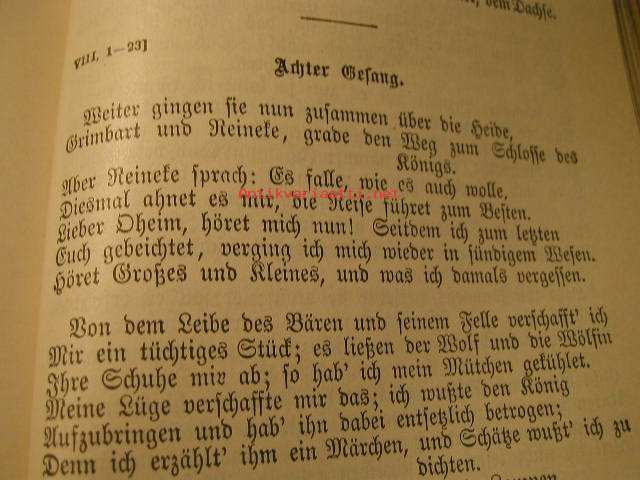 dem Dachse.
VIII, 1—23]
Achter Gesang.
Weiter gingen sie nun zusammen über die Heide,
Grimbart und Reineke, grade den Weg zum Schlosse des
Königs.
Aber Reineke sprach: Es falle, wie es auch wolle,
Diesmal ahnet es mir, die Reise führet zum Besten.
Lieber Oheim, höret mich nun! Seitdem ich zum letzten
Euch gebeichtet, verging ich mich wieder in sündigem Wesen.
Höret Großes und Kleines, und was ich damals vergessen.
Von dem Leibe des Bären und seinem Felle verschafft' ich
Mir ein tüchtiges Stück; es ließen der Wolf und die Wölfin
Ihre Schuhe mir ab; so hab' ich mein Mütchen gekühlet.
Meine Lüge verschaffte mir das; ich wußte den König
Aufzubringen und hab' ihn dabei entsetzlich betrogen;
Denn ich erzählt' ihm ein Märchen, und Schätze wußt' ich zu
dichten.